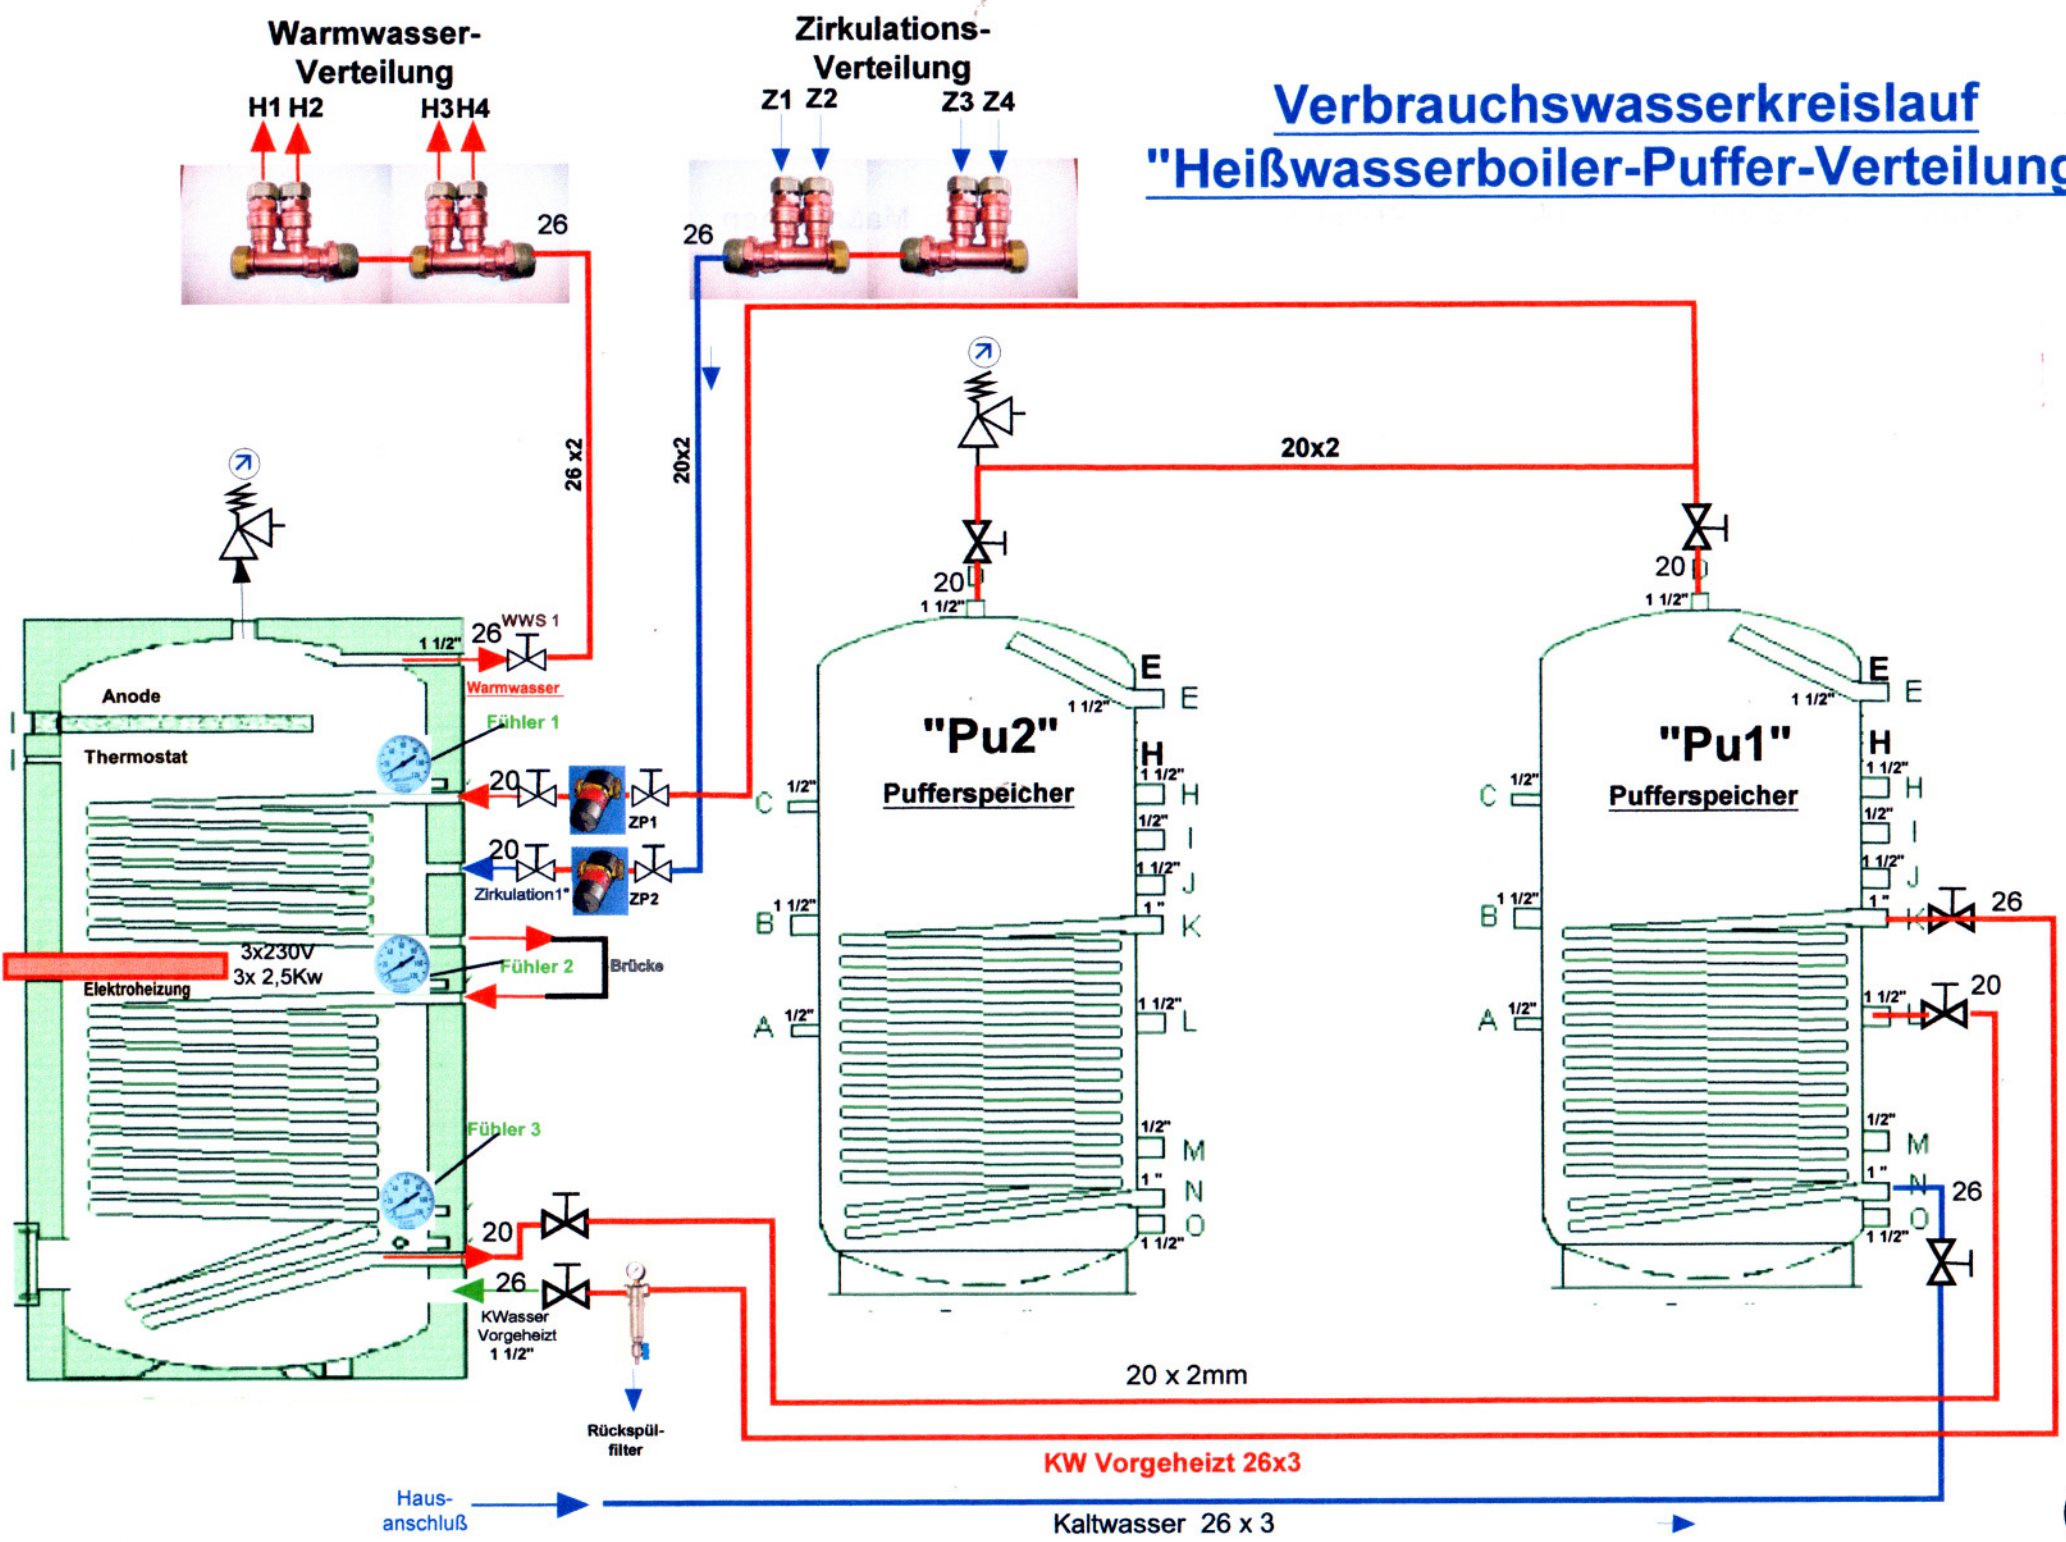 Warmwasser-
Verteilung
H1 H2
H3 H4
26
Zirkulations-
Verteilung
Z1 Z2
Z3 Z4
26
Verbrauchswasserkreislauf
"Heißwasserboiler-Puffer-Verteilung
26 x2
20x2
20x2
1 1/2"
26
WWS 1
Warmwasser
Anode
Thermostat
Fühler 1
20
ZP1
20
Zirkulation1"
ZP2
3x230V
3x 2,5Kw
Elektroheizung
Fühler 2
Brücke
Fühler 3
20
26
KWasser
Vorgeheizt
1 1/2"
Rückspül-
filter
20
D
1 1/2"
E
1 1/2"
E
"Pu2"
Pufferspeicher
H
1 1/2"
H
1/2"
C
1/2"
I
1 1/2"
J
1 1/2"
B
1 "
K
1/2"
A
1 1/2"
L
1/2"
M
1 "
N
O
1 1/2"
20
D
1 1/2"
E
1 1/2"
E
"Pu1"
Pufferspeicher
H
1 1/2"
H
1/2"
C
1/2"
I
1 1/2"
J
1 1/2"
B
1 "
K
26
1/2"
A
1 1/2"
L
20
1/2"
M
1 "
N
26
O
1 1/2"
20 x 2mm
KW Vorgeheizt 26x3
Haus-
anschluß
Kaltwasser 26 x 3